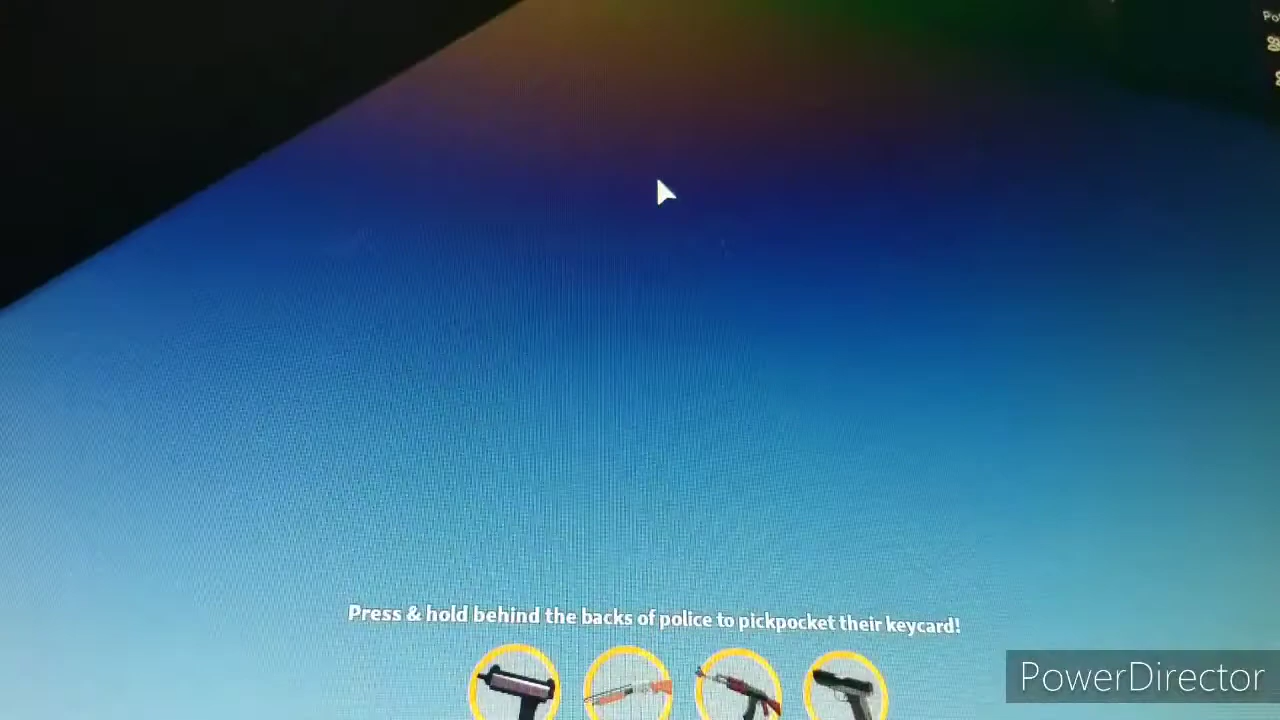 Press & hold behind the backs of police to pickpocket their keycard!
PowerDirector